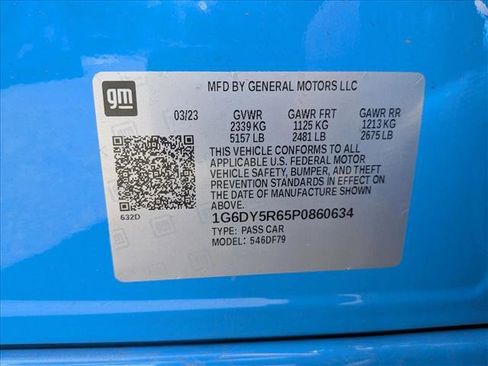 gm
MFD BY GENERAL MOTORS LLC
03/23 GVWR GAWR FRT GAWR RR
2339 KG 1125 KG 1213 KG
5157 LB 2481 LB 2675 LB
THIS VEHICLE CONFORMS TO ALL
APPLICABLE U.S. FEDERAL MOTOR
VEHICLE SAFETY, BUMPER, AND THEFT
PREVENTION STANDARDS IN EFFECT ON
THE DATE OF MANUFACTURE SHOWN
ABOVE.
632D
1G6DY5R65P0860634
TYPE: PASS CAR
MODEL: 546DF79